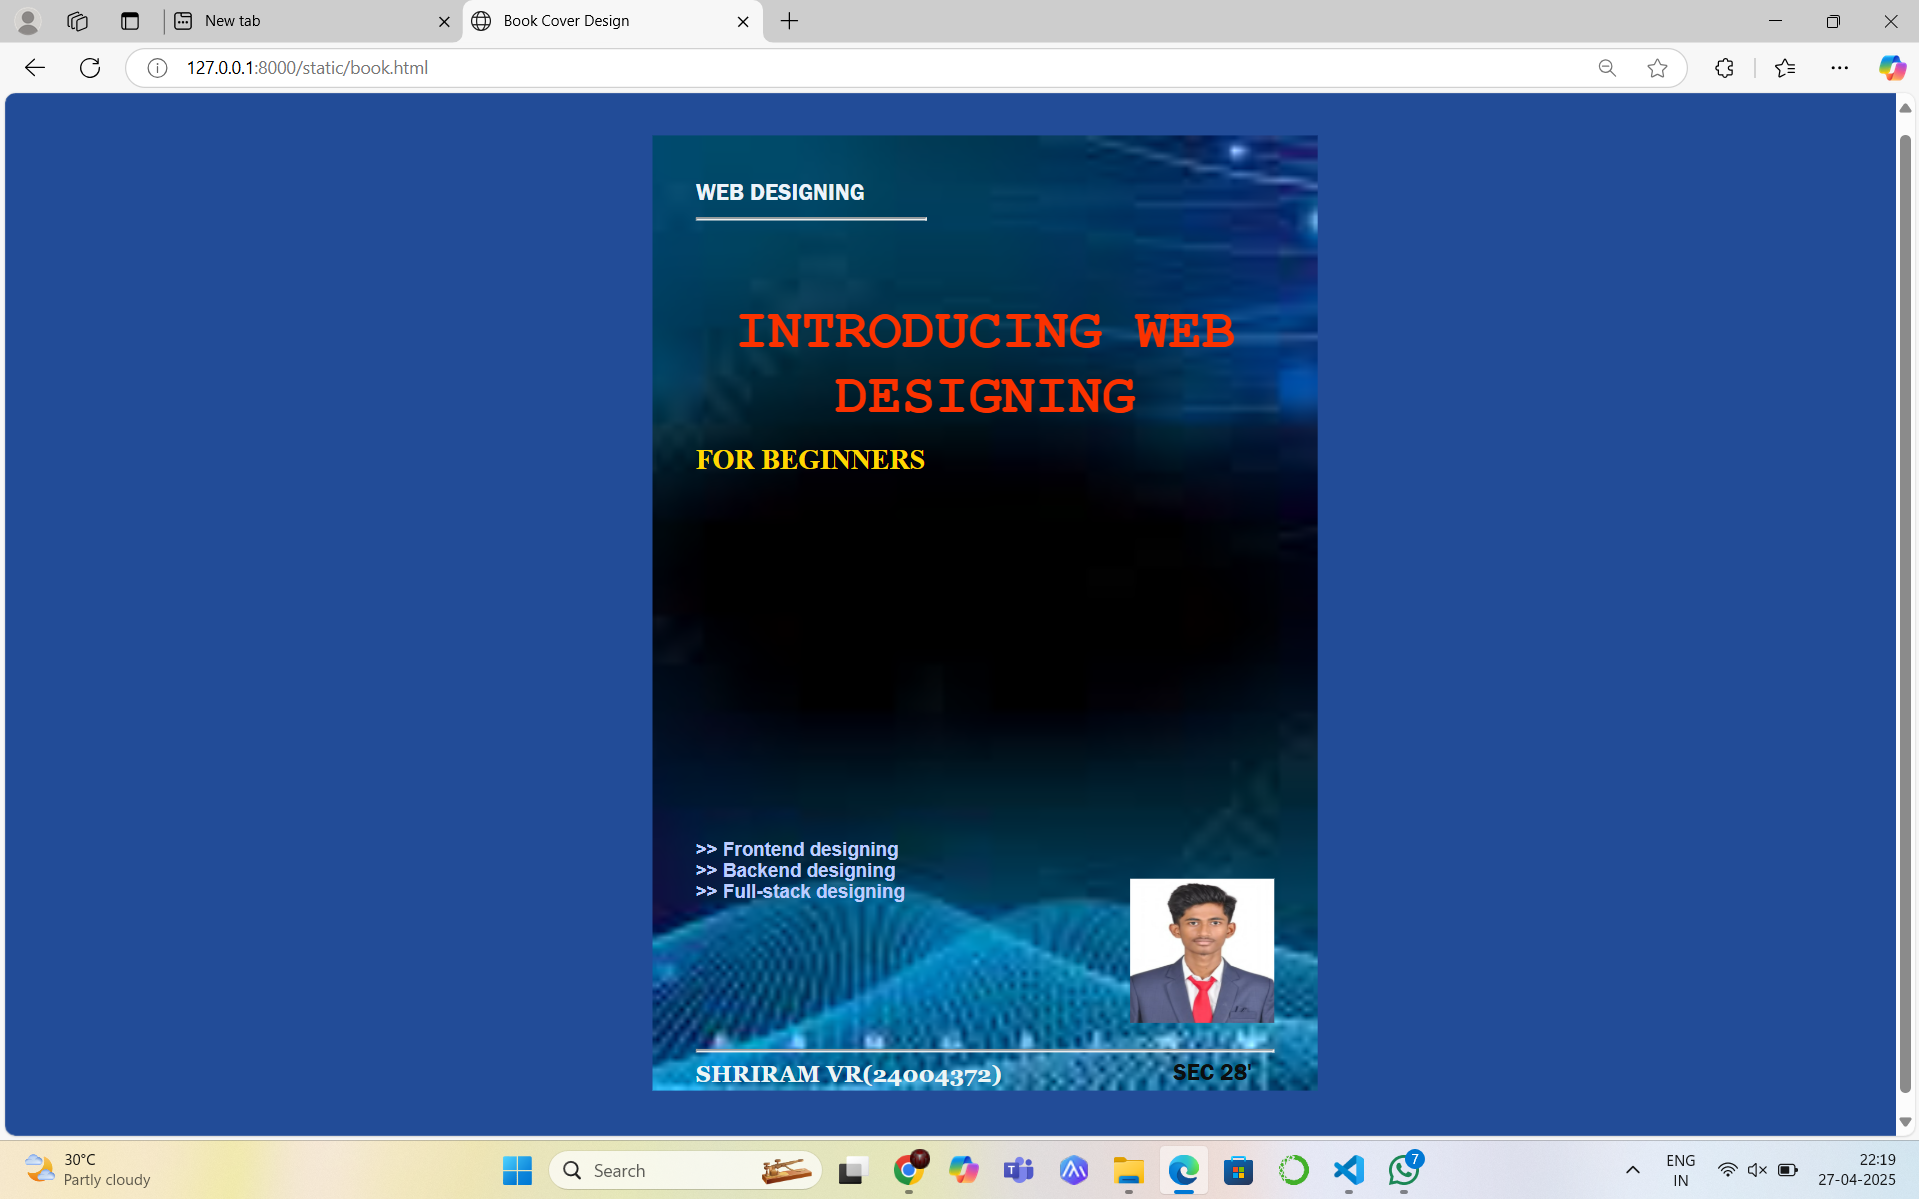 New tab
Book Cover Design
127.0.0.1:8000/static/book.html
WEB DESIGNING
INTRODUCING WEB
DESIGNING
FOR BEGINNERS
>> Frontend designing
>> Backend designing
>> Full-stack designing
SHRIRAM VR(24004372)
SEC 28'
30°C
Partly cloudy
Search
7
ENG
IN
22:19
27-04-2025